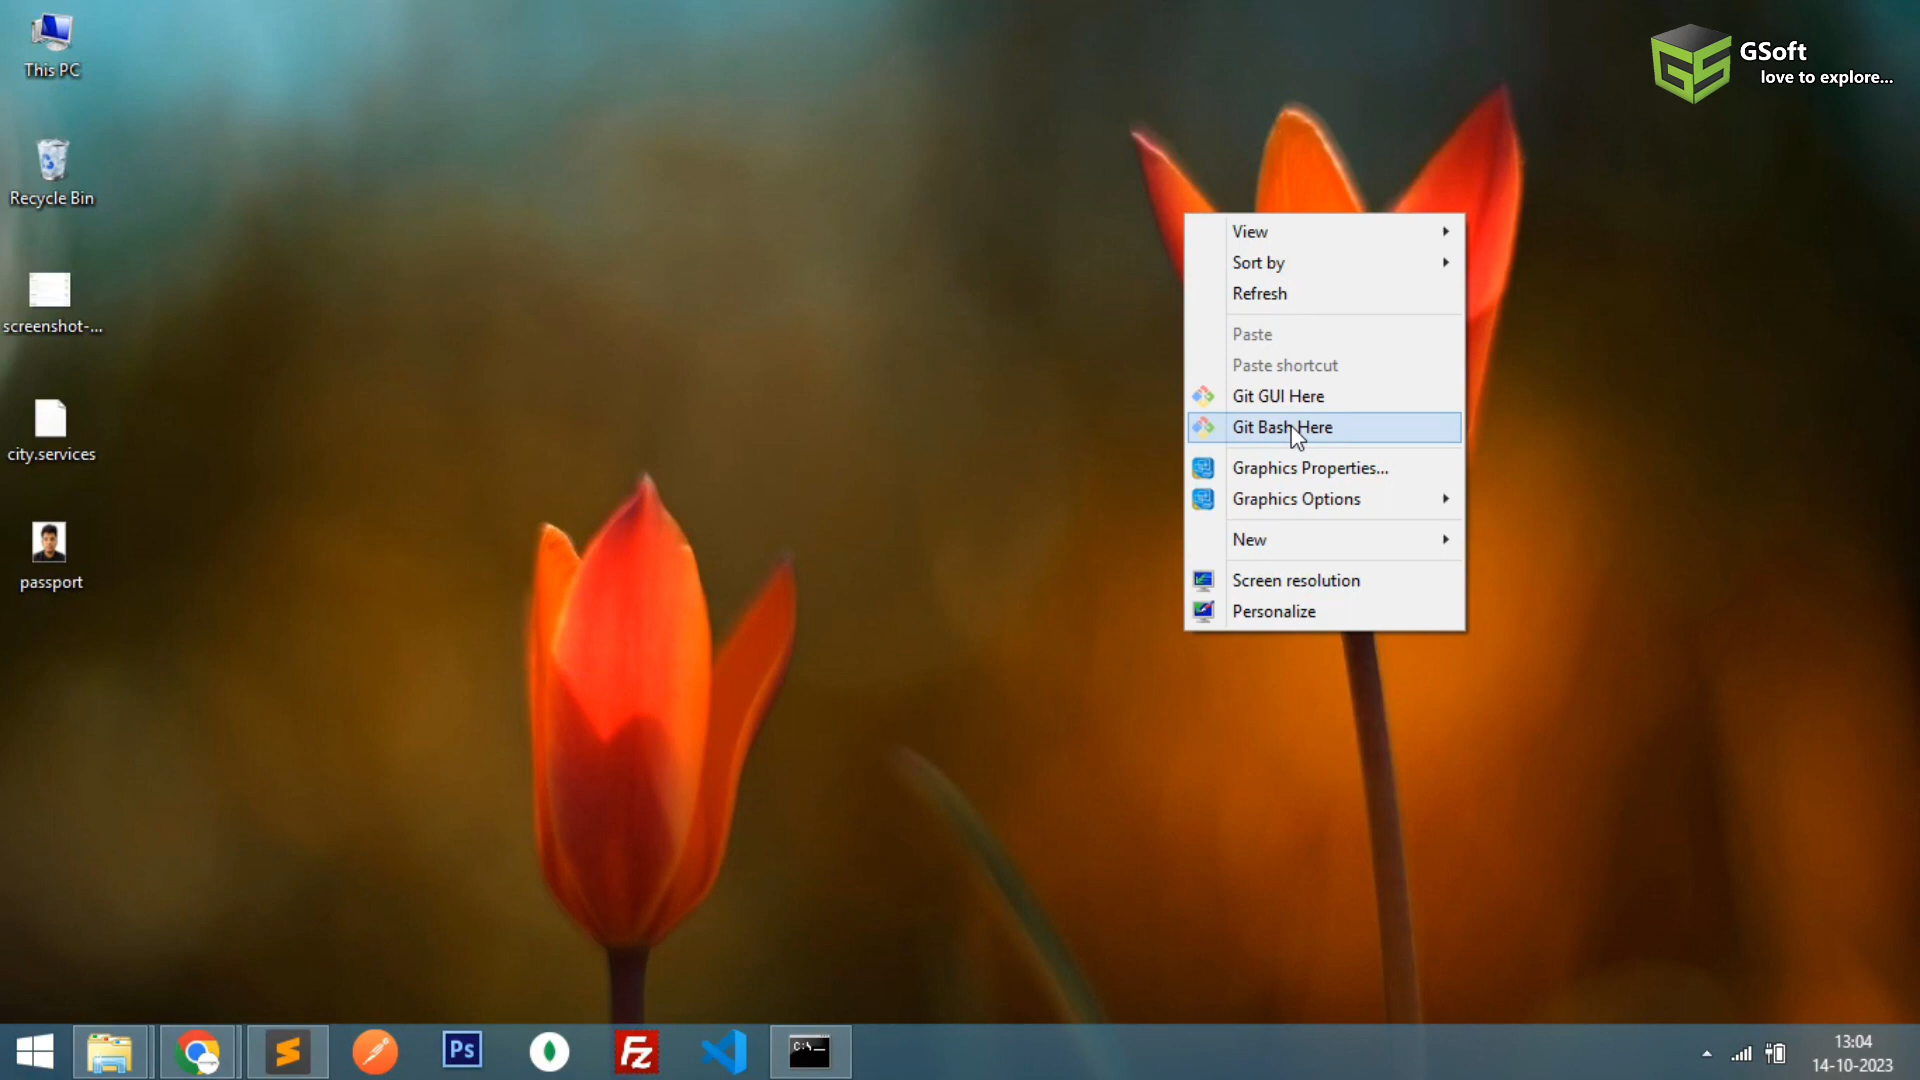 This PC
Recycle Bin
screenshot-...
city.services
passport
GSoft
love to explore...
View
Sort by
Refresh
Paste
Paste shortcut
Git GUI Here
Git Bash Here
Graphics Properties...
Graphics Options
New
Screen resolution
Personalize
Ps
FZ
C:\—
13:04
14-10-2023